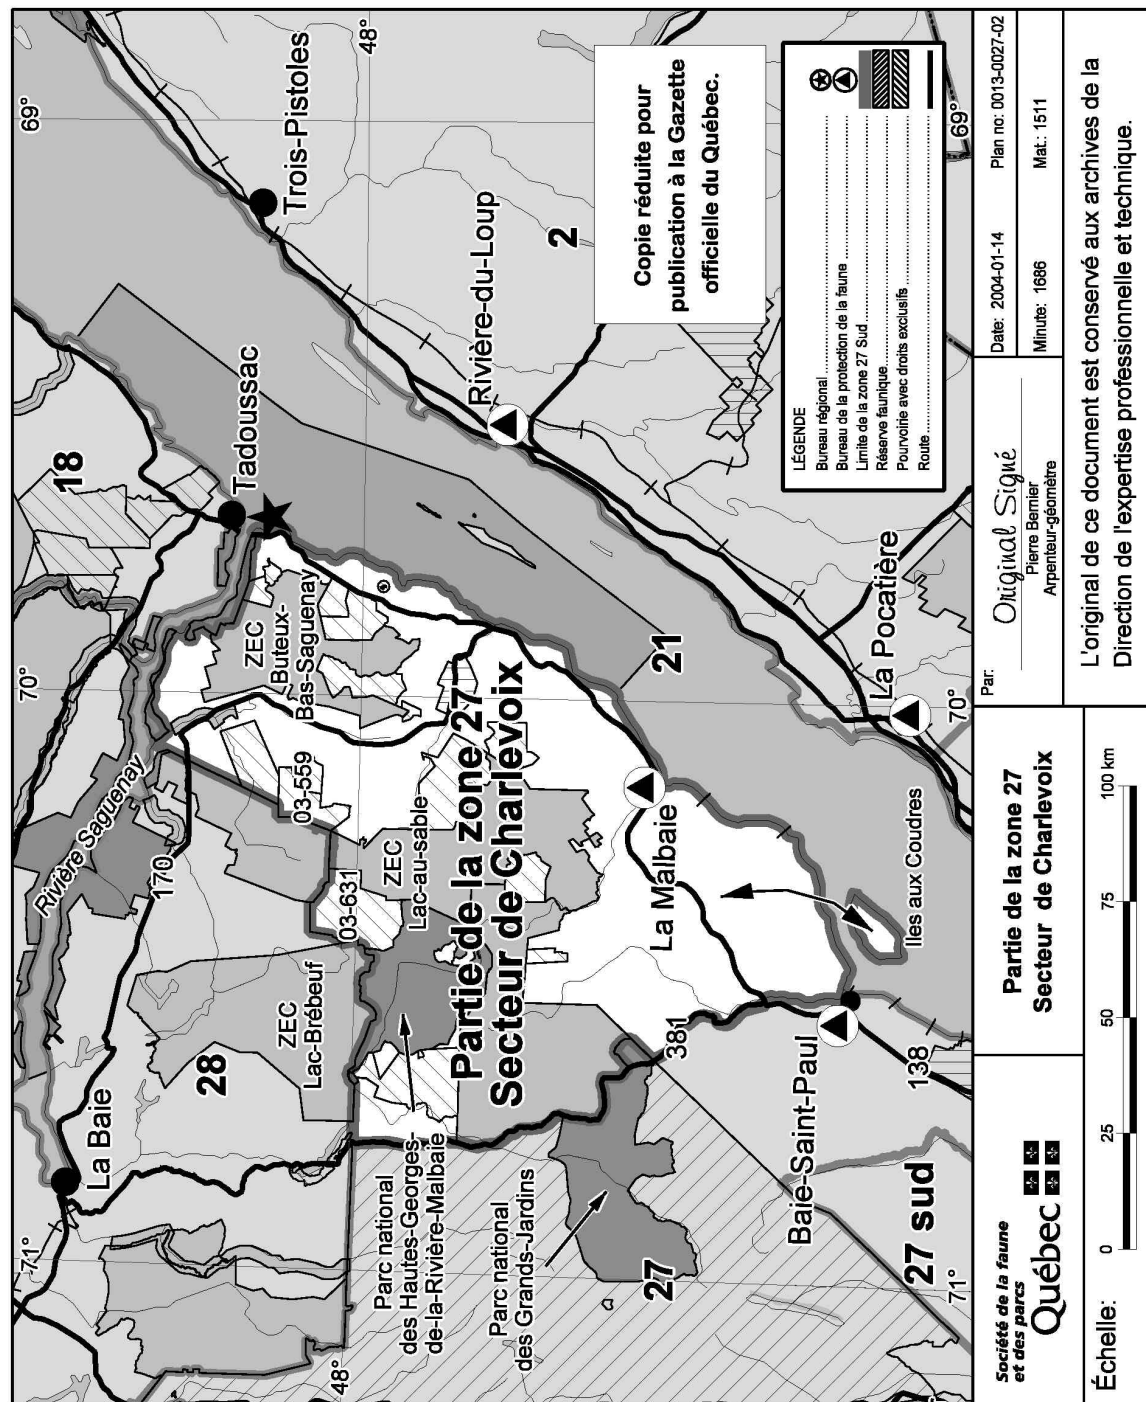 71°
70°
69°
La Baie
Rivière Saguenay
170
18
Tadoussac
48°
Trois-Pistoles
28
ZEC
Lac-Brébeuf
03-631
03-559
ZEC
Buteux-
Bas-Saguenay
48°
Parc national
des Hautes-Gorges-
de-la-Rivière-Malbaie
ZEC
Lac-au-sable
Partie de la zone 27
Secteur de Charlevoix
Rivière-du-Loup
2
Parc national
des Grands-Jardins
27
381
La Malbaie
21
Copie réduite pour
publication à la Gazette
officielle du Québec.
Baie-Saint-Paul
138
27 sud
Iles aux Coudres
La Pocatière
71°
70°
69°
LÉGENDE
Bureau régional
Bureau de la protection de la faune
Limite de la zone 27 Sud
Réserve faunique
Pourvoirie avec droits exclusifs
Route
Société de la faune
et des parcs
Québec
Partie de la zone 27
Secteur de Charlevoix
Par:
Original Signé
Pierre Bernier
Arpenteur-géomètre
Date: 2004-01-14
Plan no: 0013-0027-02
Minute: 1686
Mat.: 1511
Échelle:
0 25 50 75 100 km
L'original de ce document est conservé aux archives de la
Direction de l'expertise professionnelle et technique.